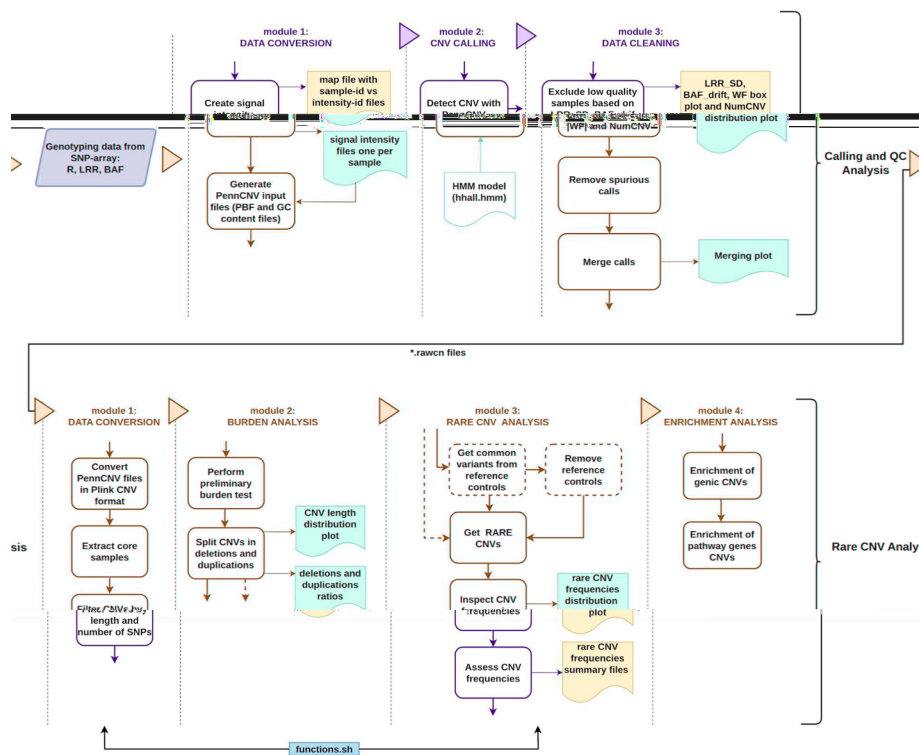 module 1:
DATA CONVERSION
module 2:
CNV CALLING
module 3:
DATA CLEANING
Create signal
map file with
sample-id vs
intensity-id files
Detect CNV with
Exclude low quality
samples based on
|WF| and NumCNV
LRR_SD,
BAF_drift, WF box
plot and NumCNV
distribution plot
Genotyping data from
SNP-array:
R, LRR, BAF
signal intensity
files one per
sample
Generate
PennCNV input
files (PBF and GC
content files)
HMM model
(hhall.hmm)
Remove spurious
calls
Merge calls
Merging plot
Calling and QC
Analysis
*.rawcn files
module 1:
DATA CONVERSION
module 2:
BURDEN ANALYSIS
module 3:
RARE CNV ANALYSIS
module 4:
ENRICHMENT ANALYSIS
Convert
PennCNV files
in Plink CNV
format
Extract core
samples
Filter CNVs by
length and
number of SNPs
Perform
preliminary
burden test
Split CNVs in
deletions and
duplications
CNV length
distribution
plot
deletions and
duplications
ratios
Get common
variants from
reference
controls
Remove
reference
controls
Get RARE
CNVs
Inspect CNV
frequencies
rare CNV
frequencies
distribution
plot
Assess CNV
frequencies
rare CNV
frequencies
summary files
Enrichment of
genic CNVs
Enrichment of
pathway genes
CNVs
sis
Rare CNV Analy
functions.sh